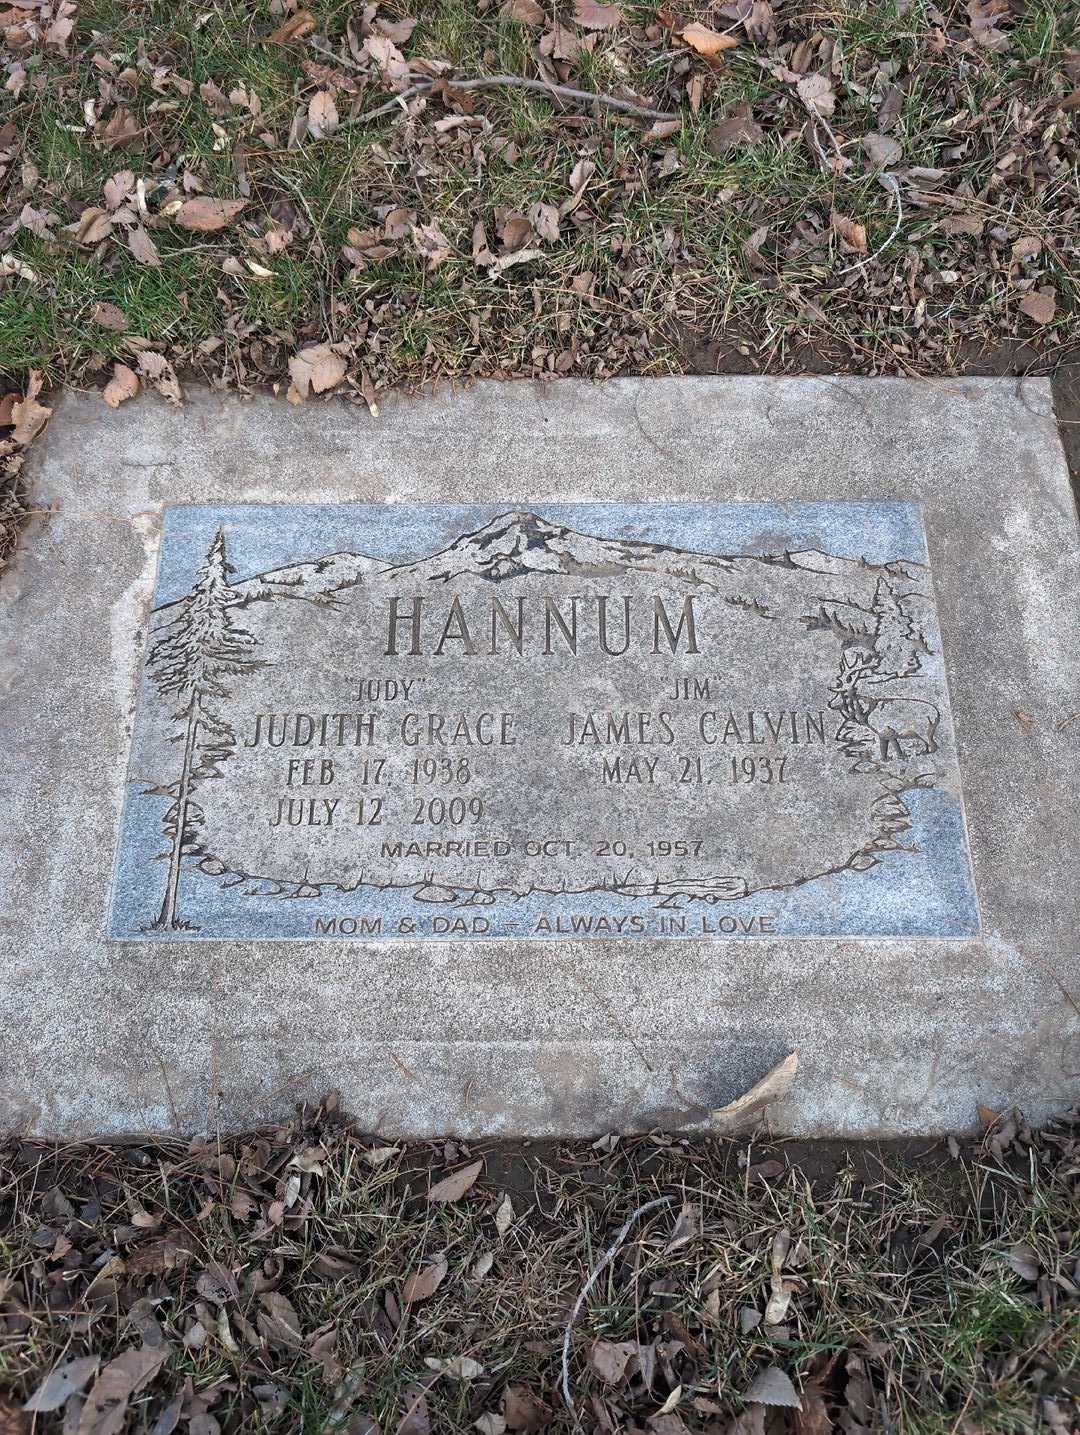 HANNUM
"JUDY" "JIM"
JUDITH GRACE JAMES CALVIN
FEB 17, 1938 MAY 21, 1937
JULY 12 2009
MARRIED OCT. 20, 1957
MOM & DAD – ALWAYS IN LOVE